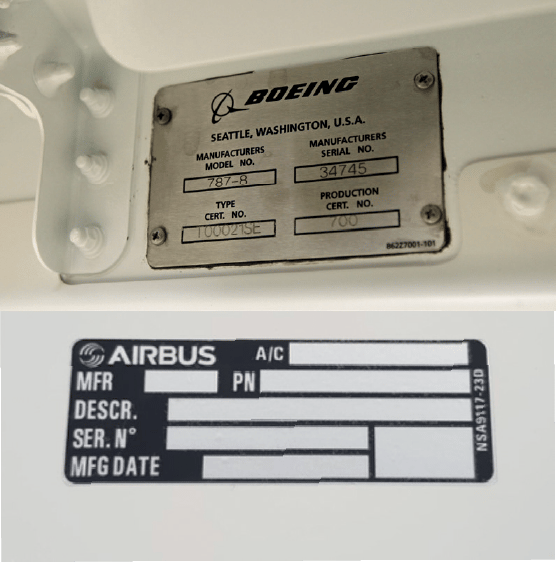 BOEING
SEATTLE, WASHINGTON, U.S.A.
MANUFACTURERS
MODEL NO.
787-8
MANUFACTURERS
SERIAL NO.
34745
TYPE
CERT. NO.
T00021SE
PRODUCTION
CERT. NO.
700
862Z7001-101
AIRBUS A/C
MFR PN
DESCR.
SER. N°
MFG DATE
NSA9117-23D